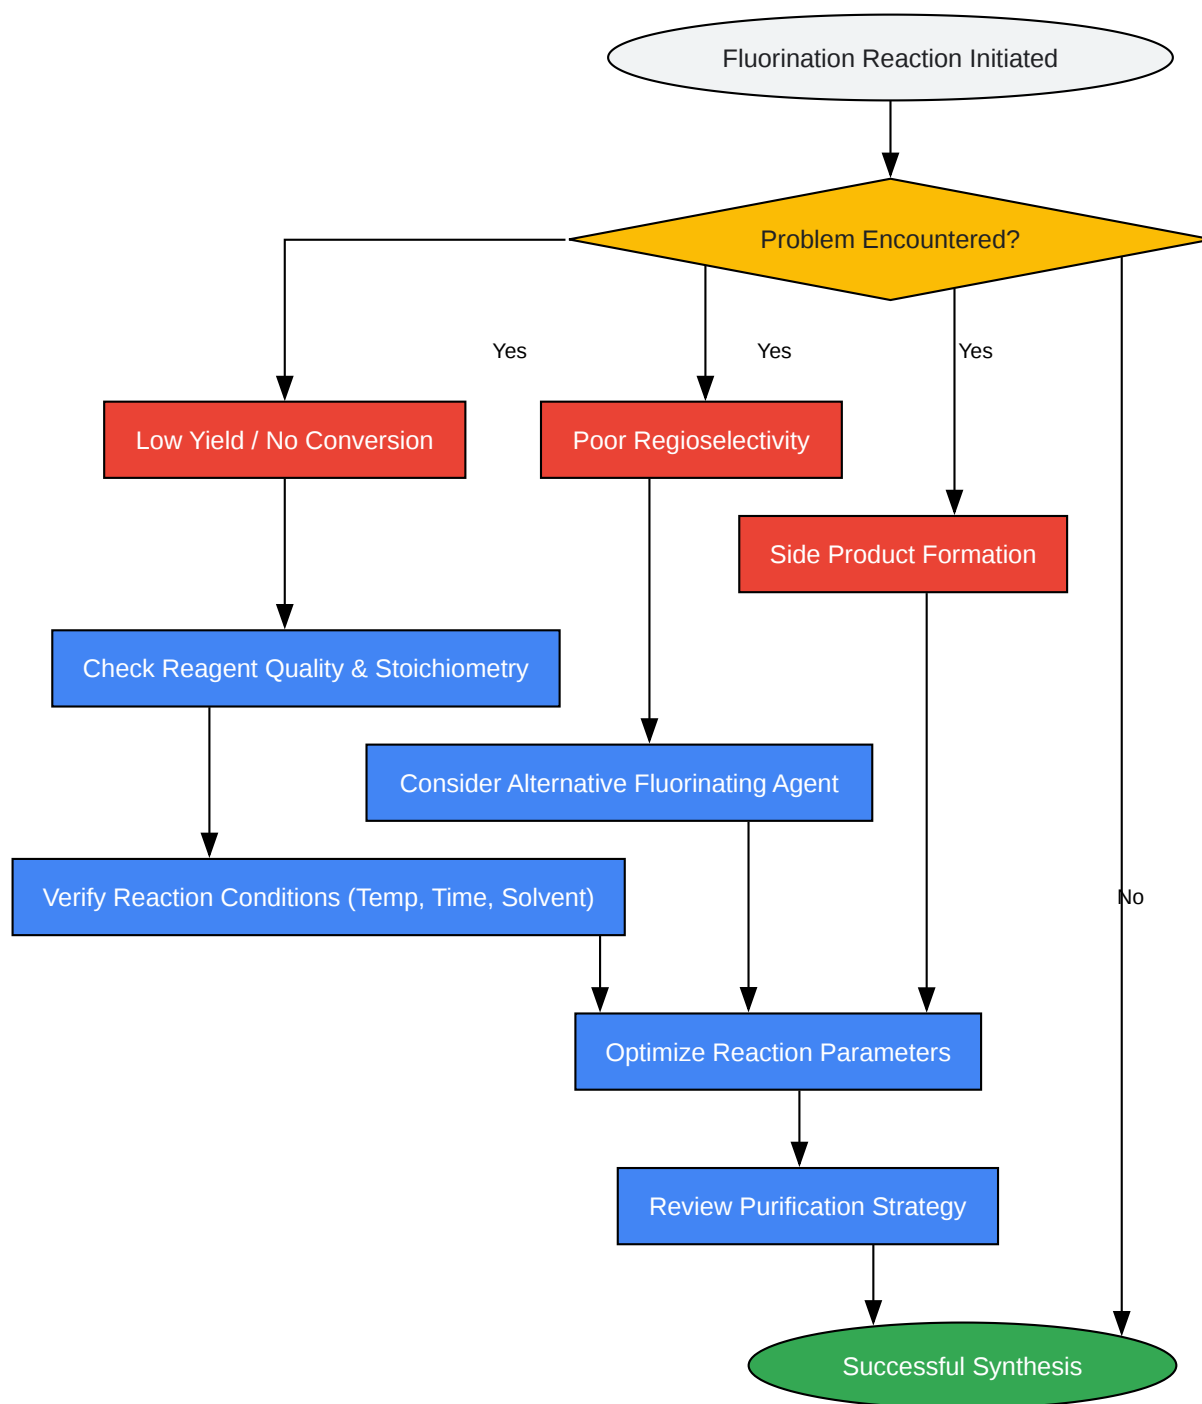 Fluorination Reaction Initiated
Problem Encountered?
Yes
Yes
Yes
Low Yield / No Conversion
Poor Regioselectivity
Side Product Formation
Check Reagent Quality & Stoichiometry
Consider Alternative Fluorinating Agent
Verify Reaction Conditions (Temp, Time, Solvent)
No
Optimize Reaction Parameters
Review Purification Strategy
Successful Synthesis